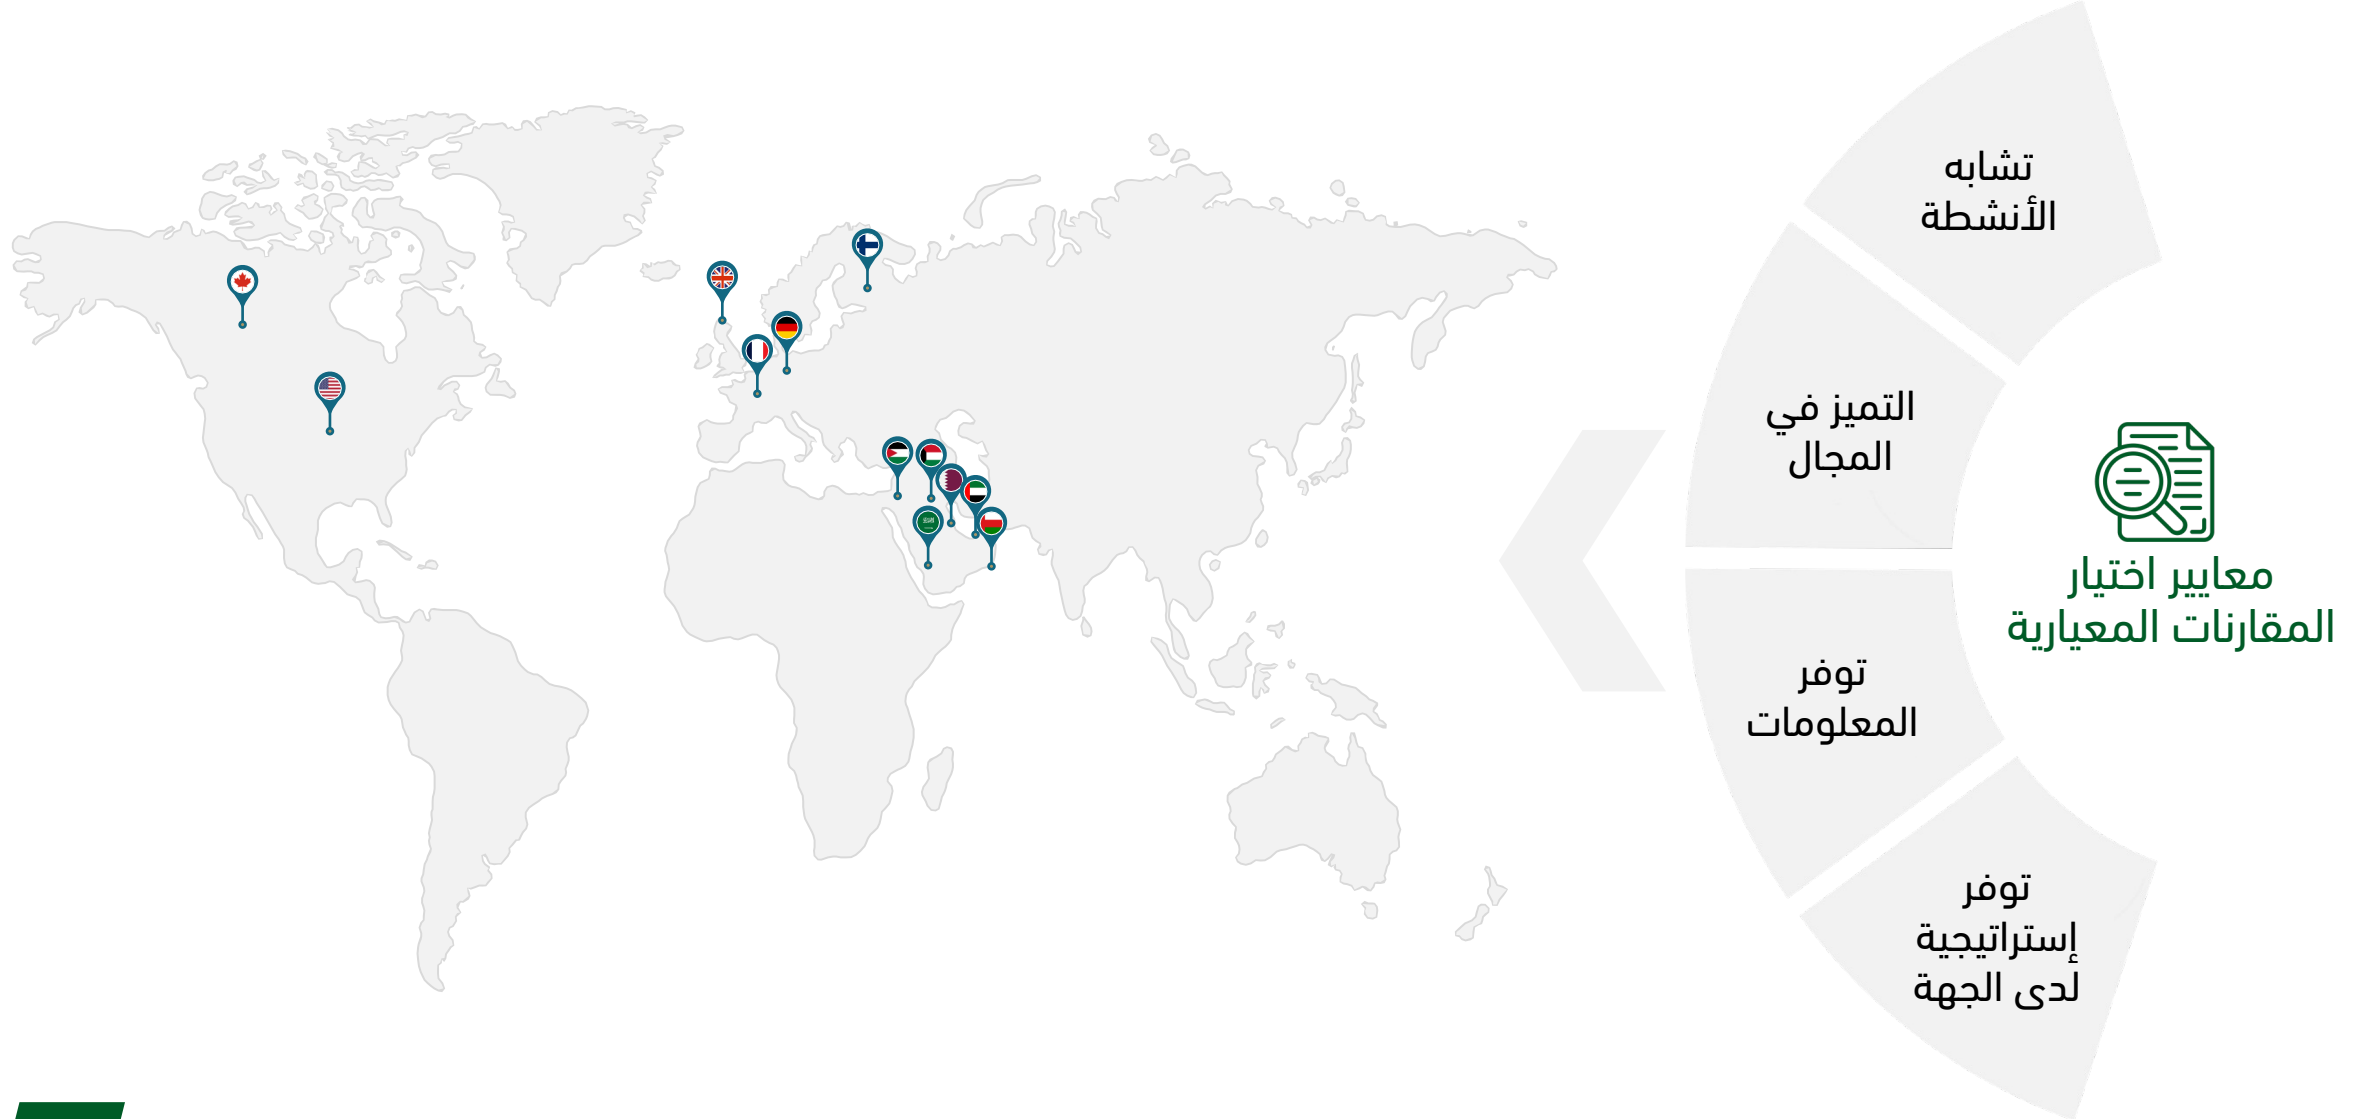 معايير اختيار
المقارنات المعيارية
تشابه
الأنشطة
التميز في
المجال
توفر
المعلومات
توفر
إستراتيجية
لدى الجهة